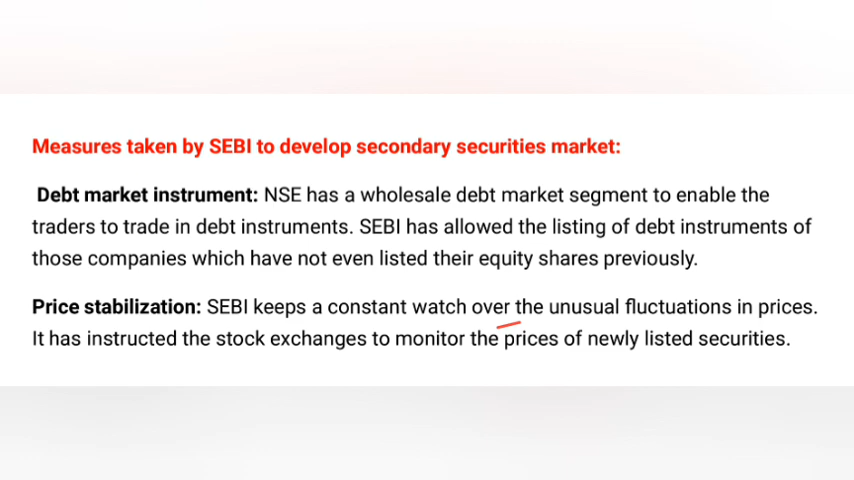 Measures taken by SEBI to develop secondary securities market:
Debt market instrument: NSE has a wholesale debt market segment to enable the
traders to trade in debt instruments. SEBI has allowed the listing of debt instruments of
those companies which have not even listed their equity shares previously.
Price stabilization: SEBI keeps a constant watch over the unusual fluctuations in prices.
It has instructed the stock exchanges to monitor the prices of newly listed securities.